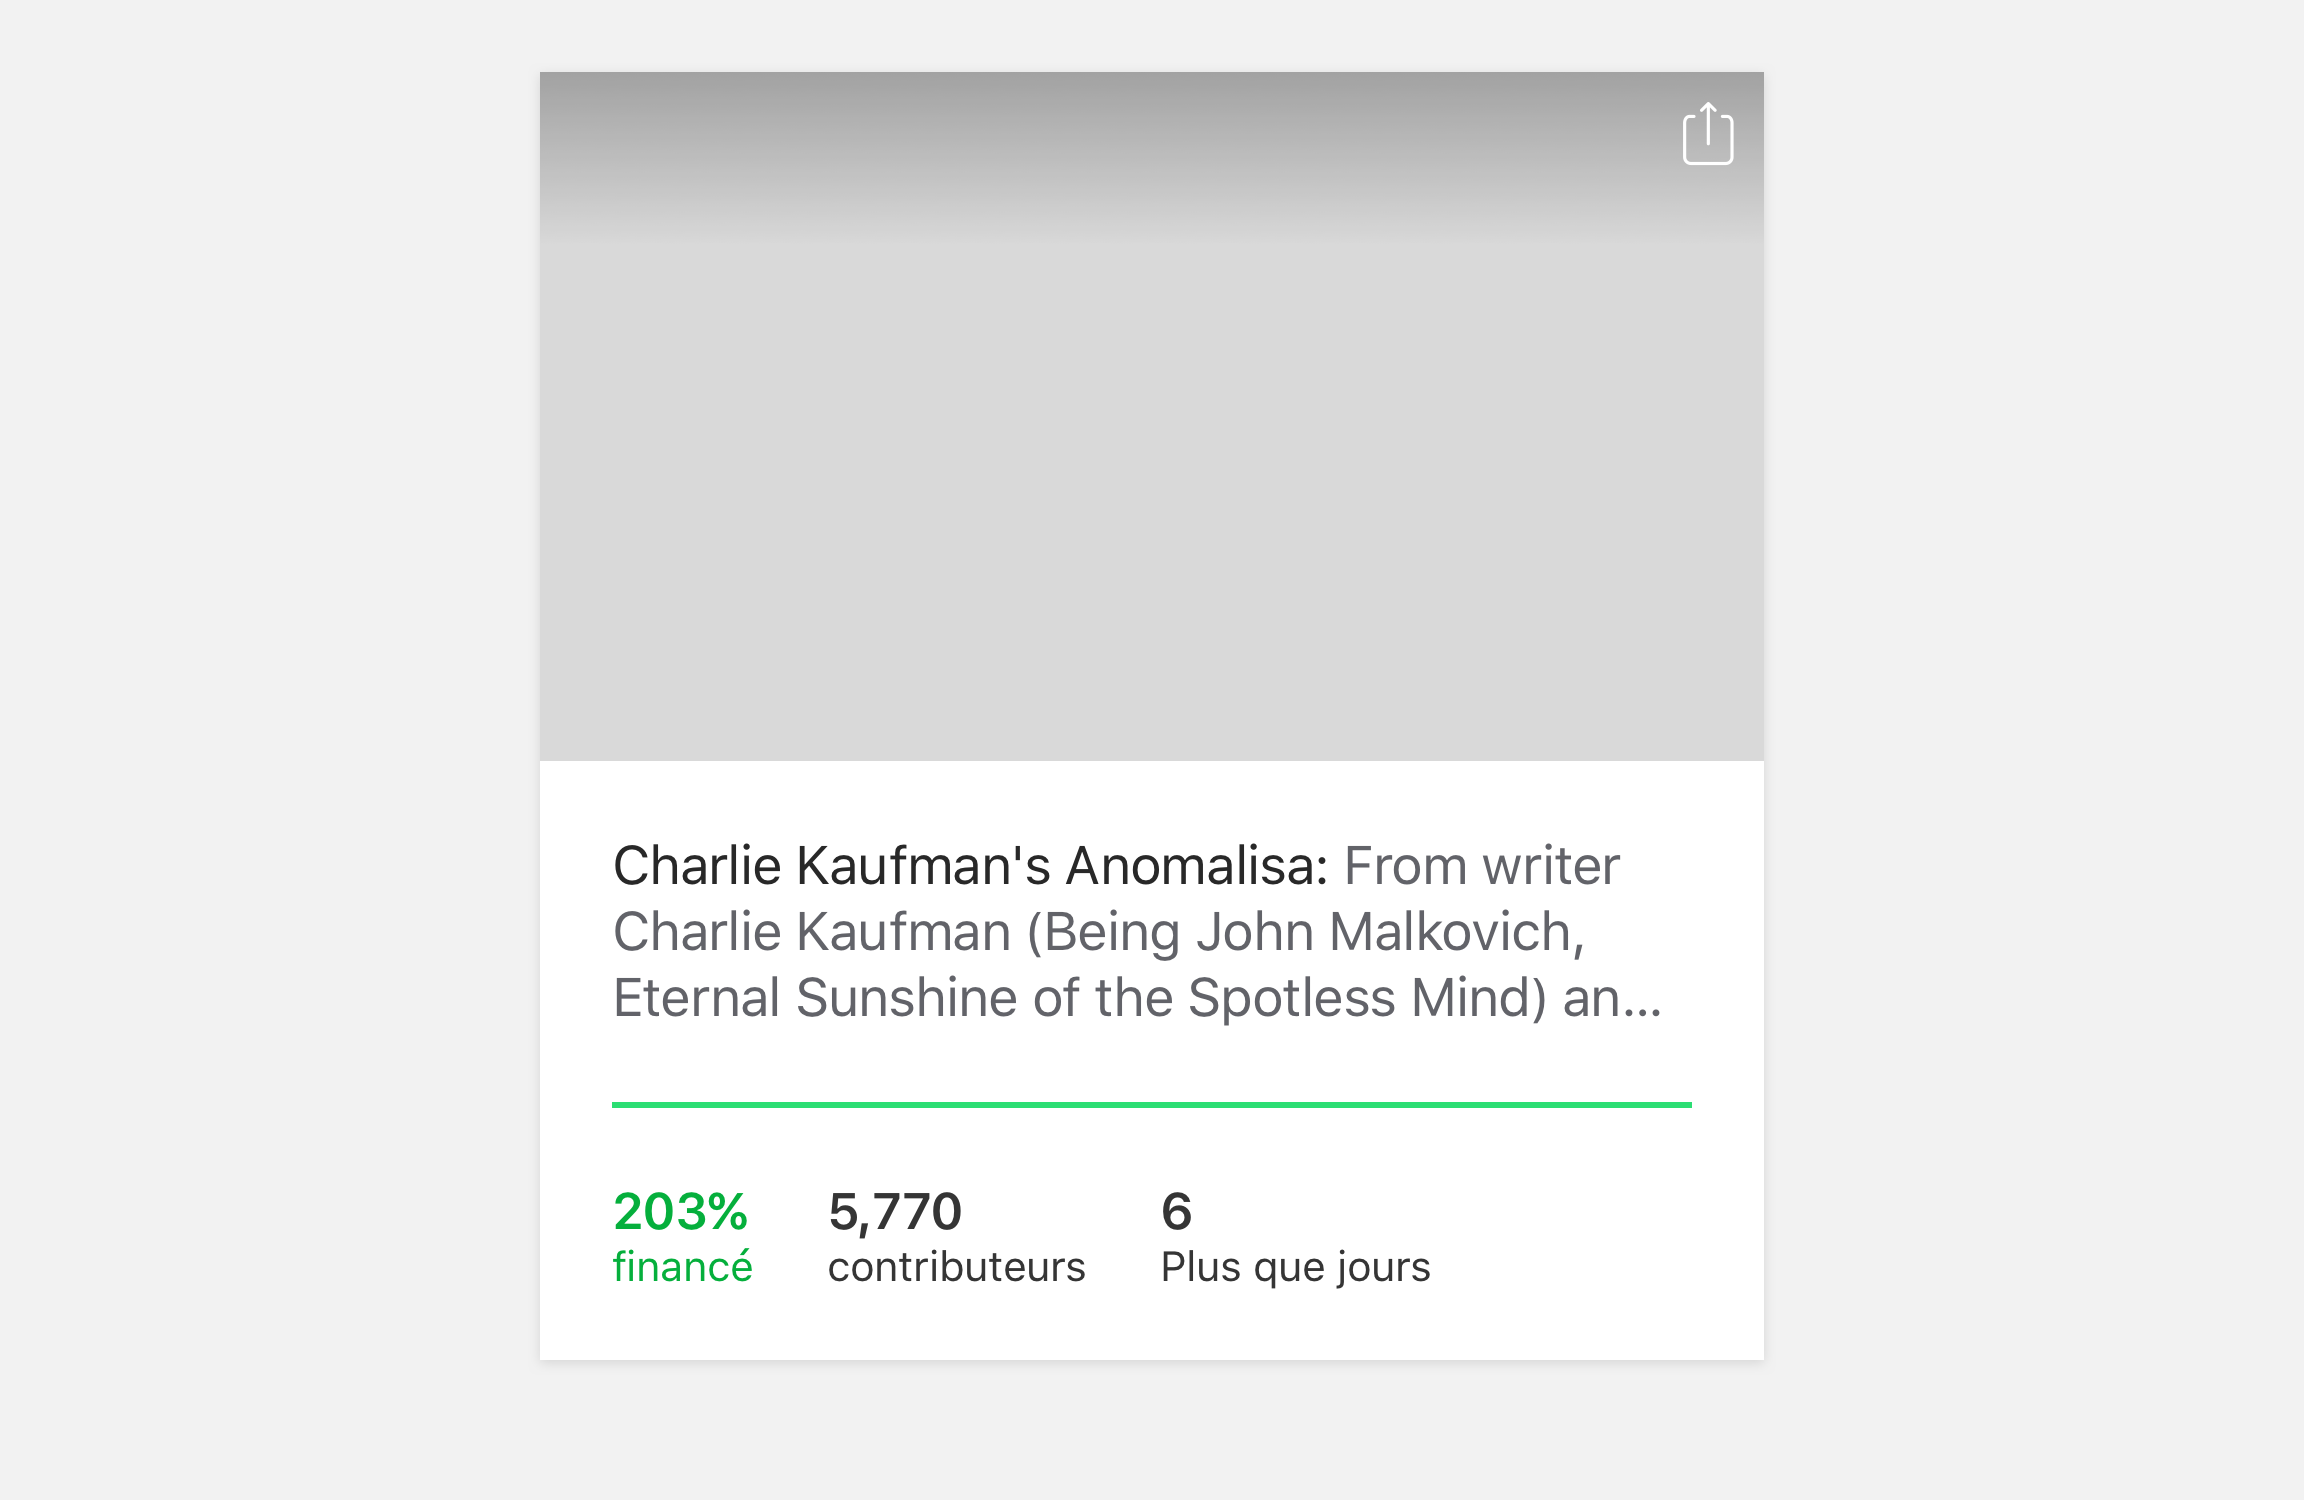 Charlie Kaufman's Anomalisa: From writer
Charlie Kaufman (Being John Malkovich,
Eternal Sunshine of the Spotless Mind) an...
203%
financé
5,770
contributeurs
6
Plus que jours